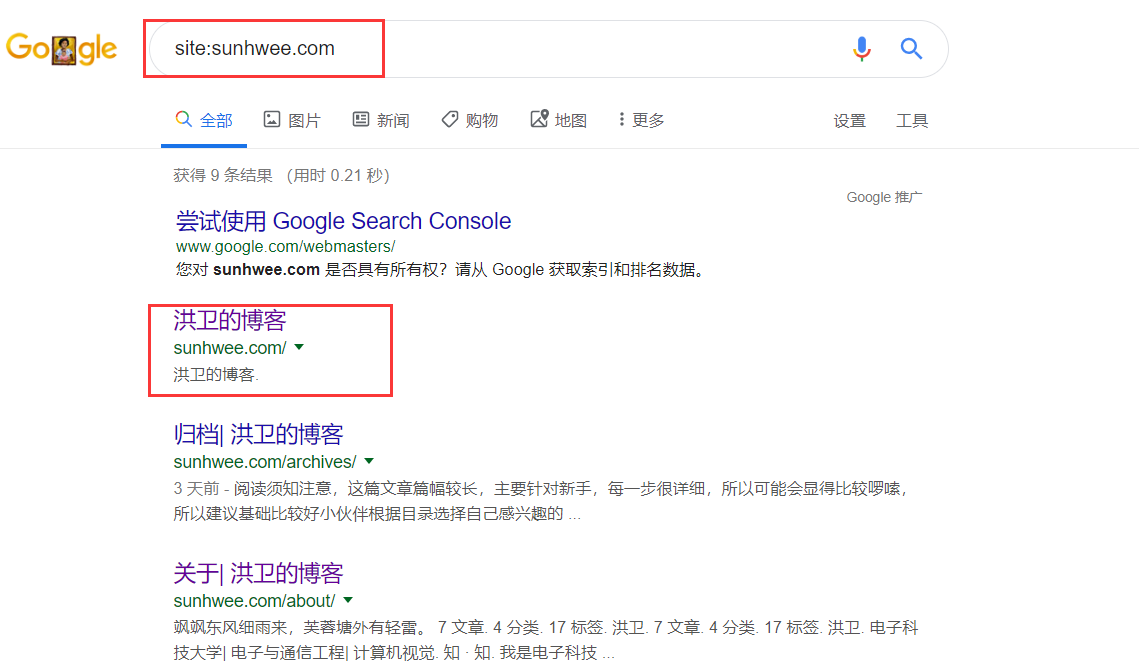 Google
site:sunhwee.com
全部 图片 新闻 购物 地图 更多 设置 工具
获得 9 条结果 （用时 0.21 秒）
Google 推广
尝试使用 Google Search Console
www.google.com/webmasters/
您对 sunhwee.com 是否具有所有权？请从 Google 获取索引和排名数据。
洪卫的博客
sunhwee.com/
洪卫的博客.
归档| 洪卫的博客
sunhwee.com/archives/
3 天前 - 阅读须知注意，这篇文章篇幅较长，主要针对新手，每一步很详细，所以可能会显得比较啰嗦，
所以建议基础比较好小伙伴根据目录选择自己感兴趣的 ...
关于| 洪卫的博客
sunhwee.com/about/
飒飒东风细雨来，芙蓉塘外有轻雷。 7 文章. 4 分类. 17 标签. 洪卫. 7 文章. 4 分类. 17 标签. 洪卫. 电子科
技大学| 电子与通信工程| 计算机视觉. 知 · 知. 我是电子科技 ...